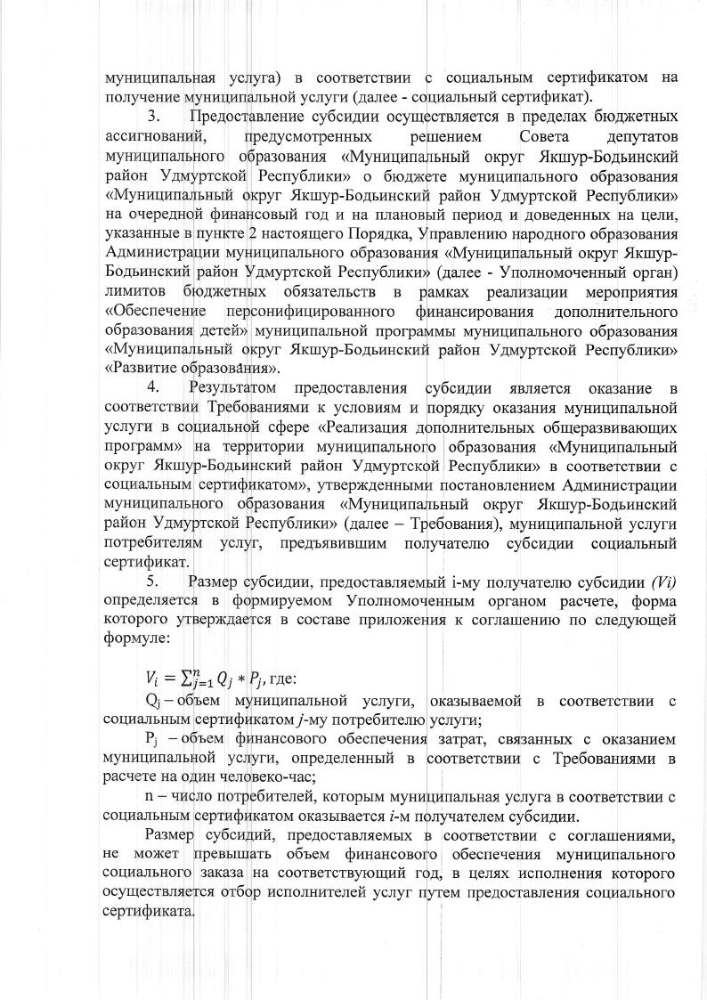 муниципальная услуга) в соответствии с социальным сертификатом на
получение муниципальной услуги (далее - социальный сертификат).
3. Предоставление субсидии осуществляется в пределах бюджетных
ассигнований, предусмотренных решением Совета депутатов
муниципального образования «Муниципальный округ Якшур-Бодьинский
район Удмуртской Республики» о бюджете муниципального образования
«Муниципальный округ Якшур-Бодьинский район Удмуртской Республики»
на очередной финансовый год и на плановый период и доведенных на цели,
указанные в пункте 2 настоящего Порядка, Управлению народного образования
Администрации муниципального образования «Муниципальный округ Якшур-
Бодьинский район Удмуртской Республики» (далее - Уполномоченный орган)
лимитов бюджетных обязательств в рамках реализации мероприятия
«Обеспечение персонифицированного финансирования дополнительного
образования детей» муниципальной программы муниципального образования
«Муниципальный округ Якшур-Бодьинский район Удмуртской Республики»
«Развитие образования».
4. Результатом предоставления субсидии является оказание в
соответствии Требованиями к условиям и порядку оказания муниципальной
услуги в социальной сфере «Реализация дополнительных общеразвивающих
программ» на территории муниципального образования «Муниципальный
округ Якшур-Бодьинский район Удмуртской Республики» в соответствии с
социальным сертификатом», утвержденными постановлением Администрации
муниципального образования «Муниципальный округ Якшур-Бодьинский
район Удмуртской Республики» (далее – Требования), муниципальной услуги
потребителям услуг, предъявившим получателю субсидии социальный
сертификат.
5. Размер субсидии, предоставляемый i-му получателю субсидии (Vi)
определяется в формируемом Уполномоченным органом расчете, форма
которого утверждается в составе приложения к соглашению по следующей
формуле:
V_i = ∑_{j=1}^n Q_j * P_j, где:
Qj – объем муниципальной услуги, оказываемой в соответствии с
социальным сертификатом j-му потребителю услуги;
Pj – объем финансового обеспечения затрат, связанных с оказанием
муниципальной услуги, определенный в соответствии с Требованиями в
расчете на один человеко-час;
n – число потребителей, которым муниципальная услуга в соответствии с
социальным сертификатом оказывается i-м получателем субсидии.
Размер субсидий, предоставляемых в соответствии с соглашениями,
не может превышать объем финансового обеспечения муниципального
социального заказа на соответствующий год, в целях исполнения которого
осуществляется отбор исполнителей услуг путем предоставления социального
сертификата.